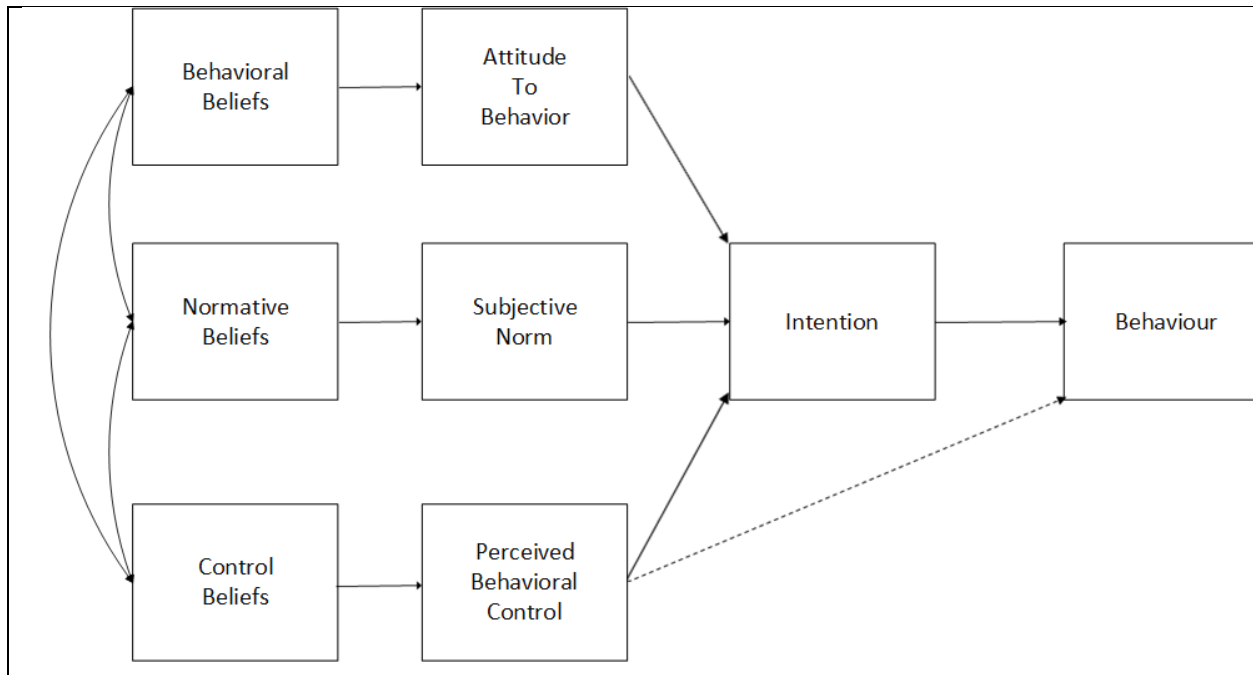 Behavioral
Beliefs
Attitude
To
Behavior
Normative
Beliefs
Subjective
Norm
Intention
Behaviour
Control
Beliefs
Perceived
Behavioral
Control